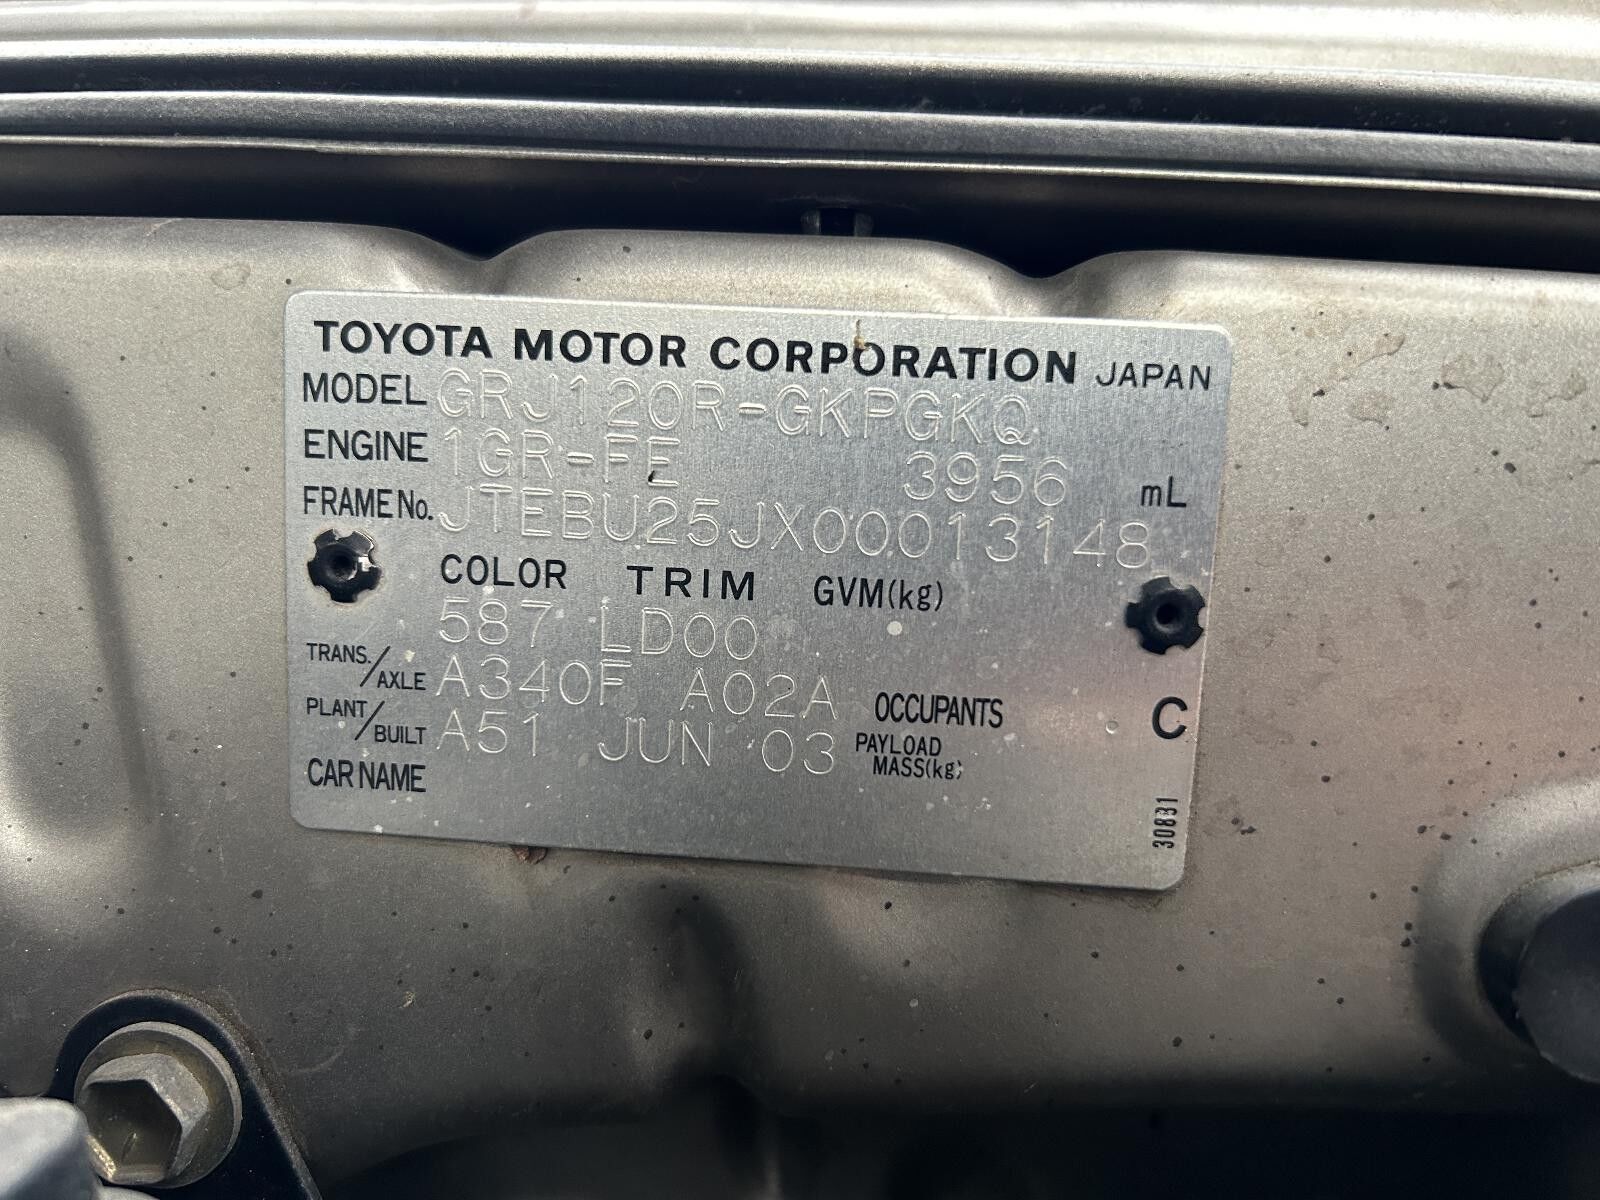 TOYOTA MOTOR CORPORATION JAPAN
MODEL GRJ120R-GKPGKQ
ENGINE 1GR-FE 3956 mL
FRAME No. JTEBU25JX00013148
COLOR TRIM GVM(kg)
587 LD00
TRANS./AXLE A340F A02A OCCUPANTS C
PLANT/BUILT A51 JUN 03 PAYLOAD MASS(kg)
CAR NAME
30831